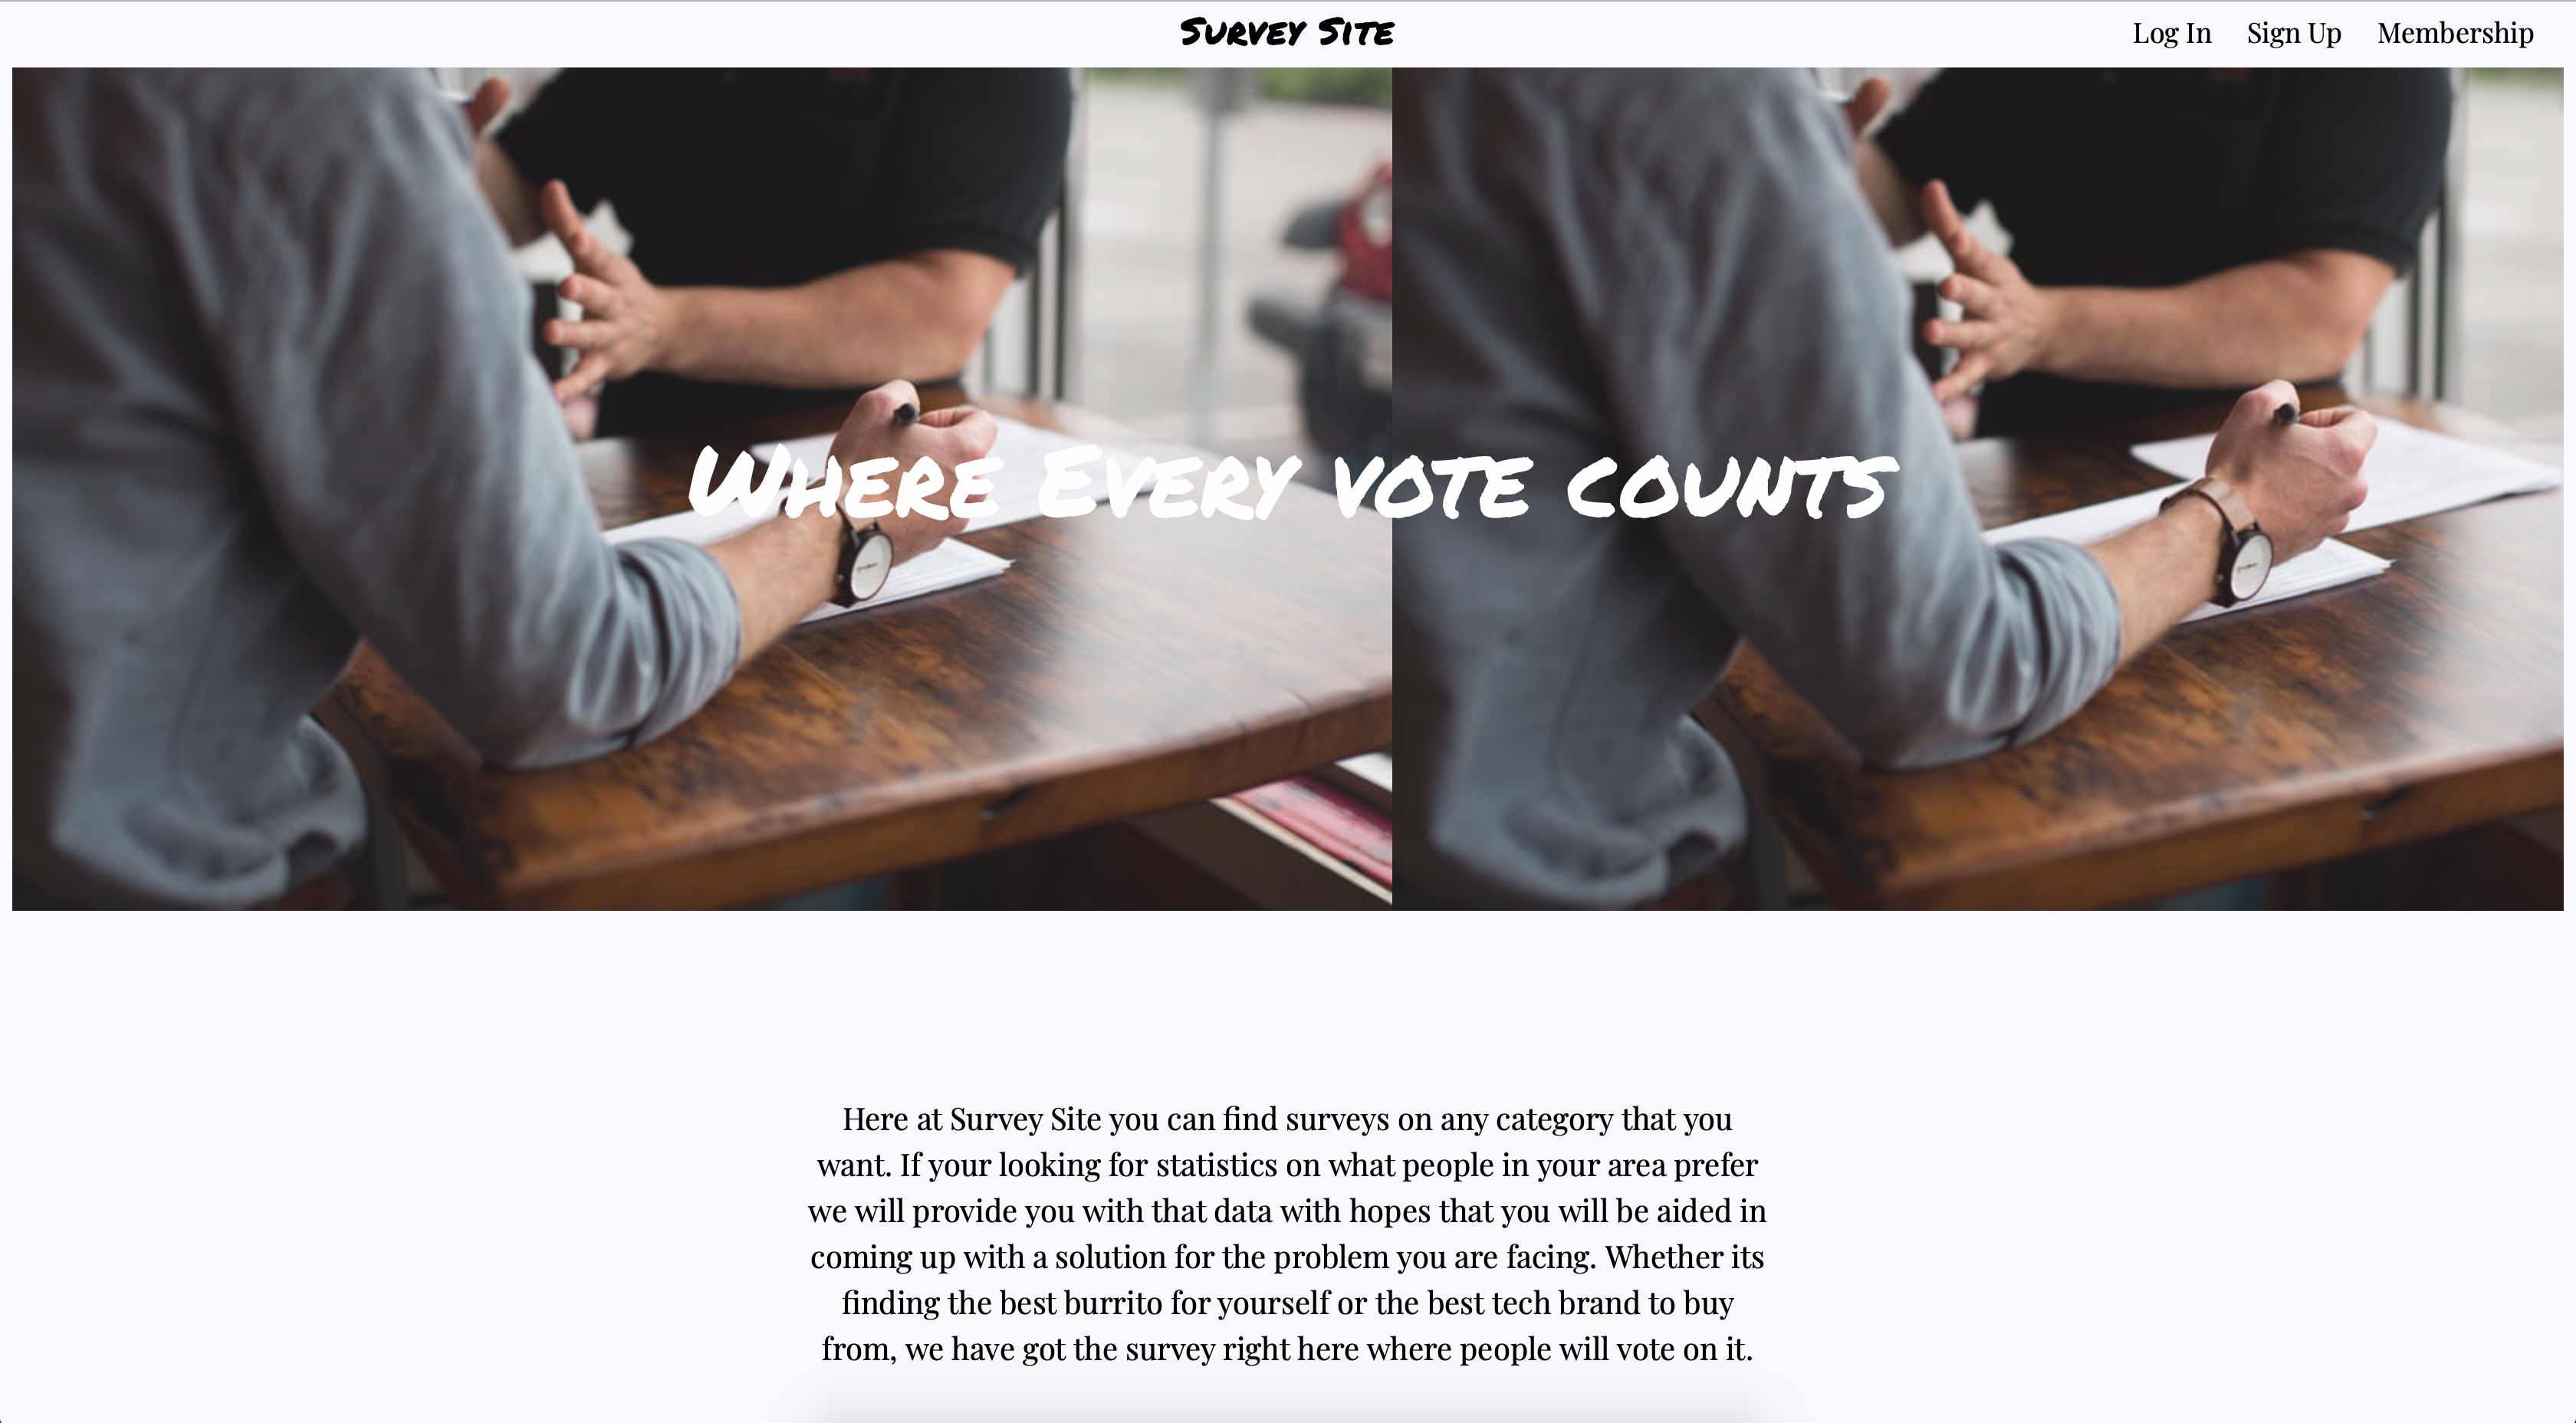 Survey Site
Log In Sign Up Membership
Where Every vote counts
Here at Survey Site you can find surveys on any category that you
want. If your looking for statistics on what people in your area prefer
we will provide you with that data with hopes that you will be aided in
coming up with a solution for the problem you are facing. Whether its
finding the best burrito for yourself or the best tech brand to buy
from, we have got the survey right here where people will vote on it.